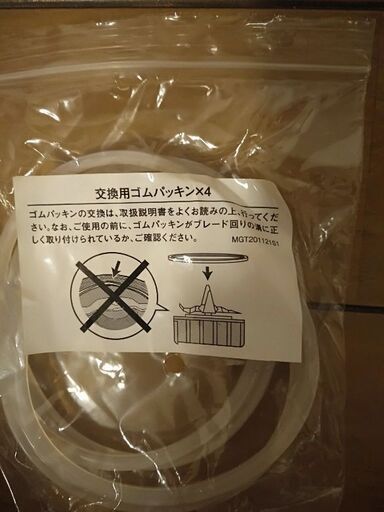 交換用ゴムパッキン×4
ゴムパッキンの交換は、取扱説明書をよくお読みの上、行ってくだ
さい。なお、ご使用の前に、ゴムパッキンがブレード回りの溝に正
しく取り付けられているか、ご確認ください。
MGT201121S1